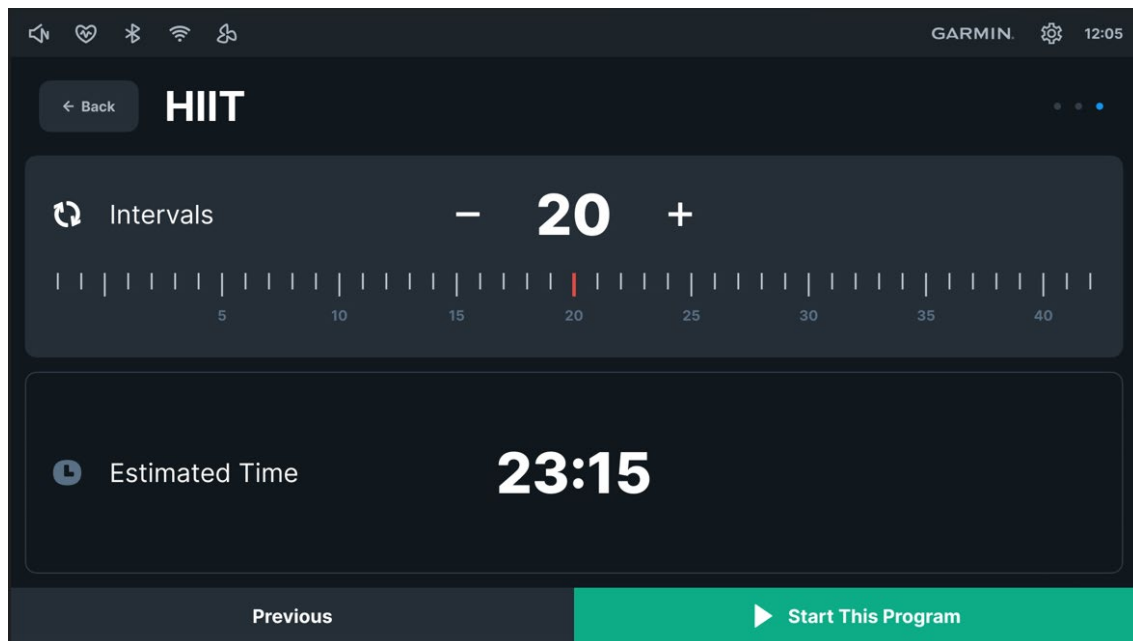 GARMIN. 12:05
← Back HIIT
Intervals − 20 +
5 10 15 20 25 30 35 40
Estimated Time 23:15
Previous Start This Program